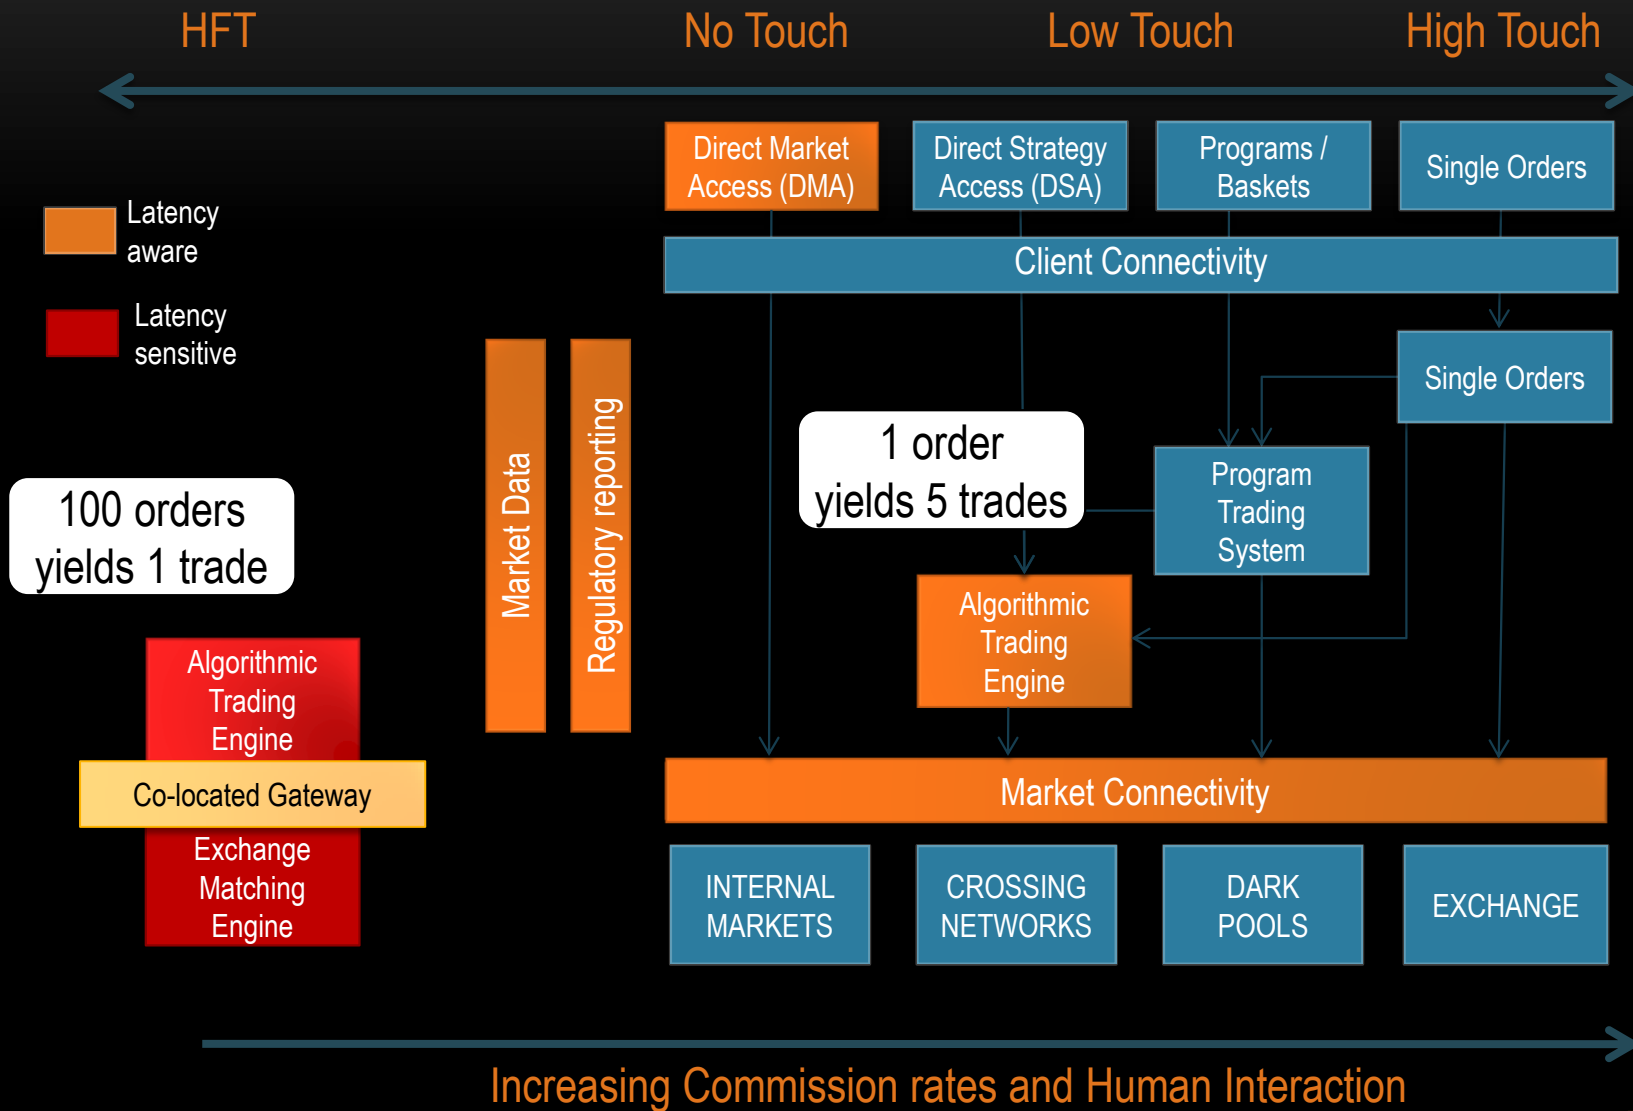 HFT
No Touch
Low Touch
High Touch
Direct Market
Access (DMA)
Direct Strategy
Access (DSA)
Programs /
Baskets
Single Orders
Latency
aware
Client Connectivity
Latency
sensitive
Single Orders
Market Data
Regulatory reporting
1 order
yields 5 trades
Program
Trading
System
100 orders
yields 1 trade
Algorithmic
Trading
Engine
Algorithmic
Trading
Engine
Co-located Gateway
Exchange
Matching
Engine
Market Connectivity
INTERNAL
MARKETS
CROSSING
NETWORKS
DARK
POOLS
EXCHANGE
Increasing Commission rates and Human Interaction